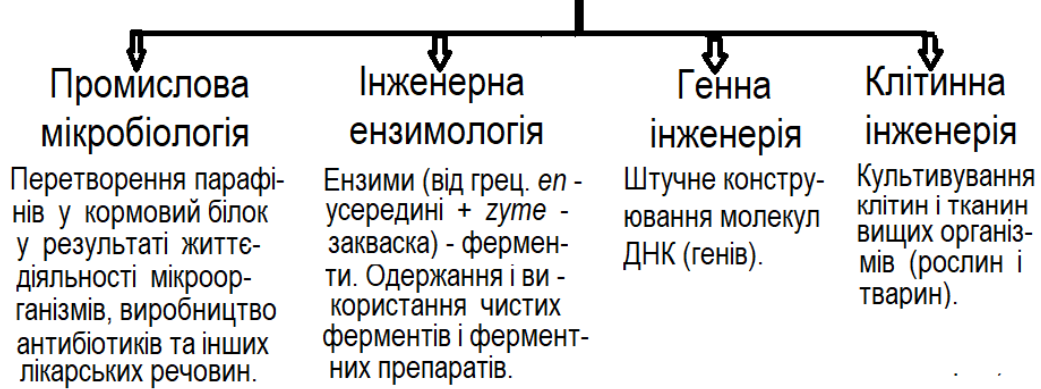 Промислова
мікробіологія
Перетворення парафі-
нів у кормовий білок
у результаті життє-
діяльності мікроор-
ганізмів, виробництво
антибіотиків та інших
лікарських речовин.
Інженерна
ензимологія
Ензими (від грец. en -
усередині + zyme -
закваска) - фермен-
ти. Одержання і ви -
користання чистих
ферментів і фермент-
них препаратів.
Генна
інженерія
Штучне констру-
ювання молекул
ДНК (генів).
Клітинна
інженерія
Культивування
клітин і тканин
вищих організ-
мів (рослин і
тварин).